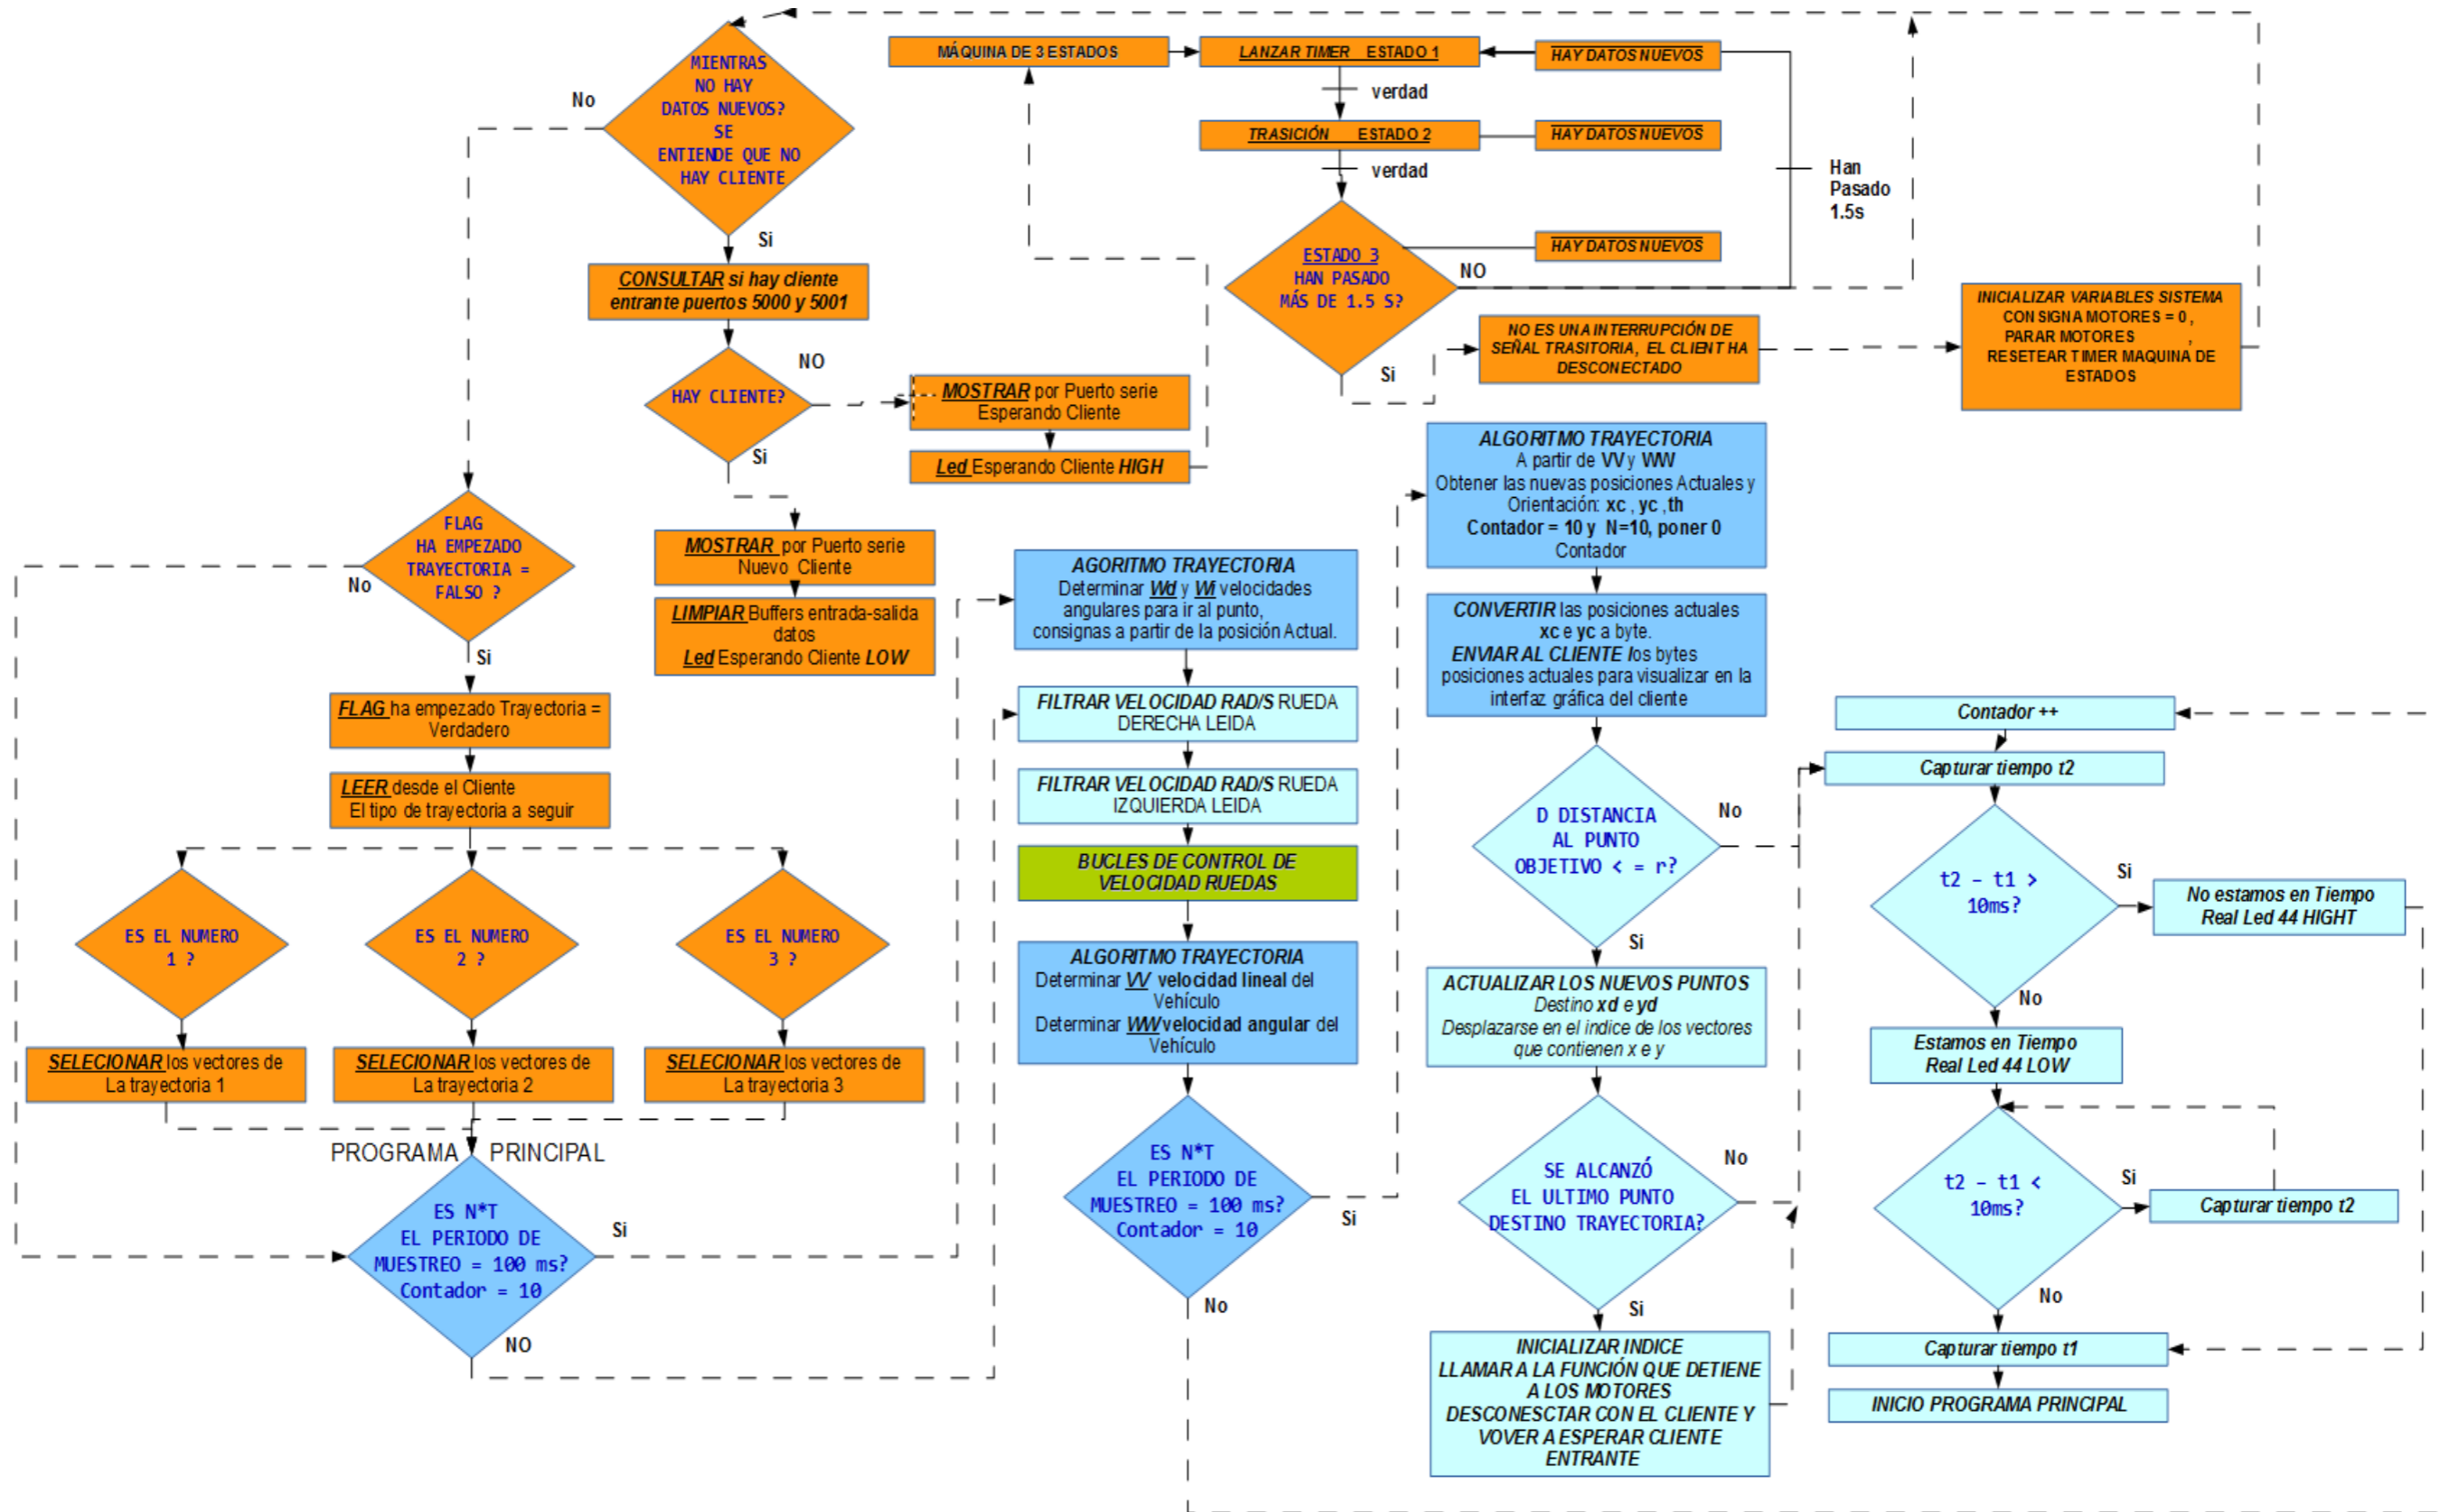 MIENTRAS
NO HAY
DATOS NUEVOS?
SE
ENTIENDE QUE NO
HAY CLIENTE
No
Si
CONSULTAR si hay cliente
entrante puertos 5000 y 5001
HAY CLIENTE?
NO
Si
MOSTRAR por Puerto serie
Esperando Cliente
Led Esperando Cliente HIGH
MOSTRAR por Puerto serie
Nuevo Cliente
LIMPIAR Buffers entrada-salida
datos
Led Esperando Cliente LOW
MÁQUINA DE 3 ESTADOS
LANZAR TIMER ESTADO 1
HAY DATOS NUEVOS
verdad
TRASICIÓN ESTADO 2
HAY DATOS NUEVOS
verdad
Han
Pasado
1.5s
ESTADO 3
HAN PASADO
MÁS DE 1.5 S?
HAY DATOS NUEVOS
NO
Si
NO ES UNA INTERRUPCIÓN DE
SEÑAL TRASITORIA, EL CLIENT HA
DESCONECTADO
INICIALIZAR VARIABLES SISTEMA
CONSIGNA MOTORES = 0 ,
PARAR MOTORES ,
RESETEAR TIMER MAQUINA DE
ESTADOS
FLAG
HA EMPEZADO
TRAYECTORIA =
FALSO ?
No
Si
FLAG ha empezado Trayectoria =
Verdadero
LEER desde el Cliente
El tipo de trayectoria a seguir
ES EL NUMERO
1 ?
ES EL NUMERO
2 ?
ES EL NUMERO
3 ?
SELECIONAR los vectores de
La trayectoria 1
SELECIONAR los vectores de
La trayectoria 2
SELECIONAR los vectores de
La trayectoria 3
PROGRAMA PRINCIPAL
ES N*T
EL PERIODO DE
MUESTREO = 100 ms?
Contador = 10
Si
NO
AGORITMO TRAYECTORIA
Determinar Wd y Wi velocidades
angulares para ir al punto,
consignas a partir de la posición Actual.
FILTRAR VELOCIDAD RAD/S RUEDA
DERECHA LEIDA
FILTRAR VELOCIDAD RAD/S RUEDA
IZQUIERDA LEIDA
BUCLES DE CONTROL DE
VELOCIDAD RUEDAS
ALGORITMO TRAYECTORIA
Determinar VV velocidad lineal del
Vehículo
Determinar WW velocidad angular del
Vehículo
ES N*T
EL PERIODO DE
MUESTREO = 100 ms?
Contador = 10
Si
No
ALGORITMO TRAYECTORIA
A partir de VV y WW
Obtener las nuevas posiciones Actuales y
Orientación: xc , yc ,th
Contador = 10 y N=10, poner 0
Contador
CONVERTIR las posiciones actuales
xc e yc a byte.
ENVIAR AL CLIENTE los bytes
posiciones actuales para visualizar en la
interfaz gráfica del cliente
D DISTANCIA
AL PUNTO
OBJETIVO < = r?
No
Si
ACTUALIZAR LOS NUEVOS PUNTOS
Destino xd e yd
Desplazarse en el indice de los vectores
que contienen x e y
SE ALCANZÓ
EL ULTIMO PUNTO
DESTINO TRAYECTORIA?
No
Si
INICIALIZAR INDICE
LLAMAR A LA FUNCIÓN QUE DETIENE
A LOS MOTORES
DESCONESCTAR CON EL CLIENTE Y
VOVER A ESPERAR CLIENTE
ENTRANTE
Contador ++
Capturar tiempo t2
t2 - t1 >
10ms?
Si
No
No estamos en Tiempo
Real Led 44 HIGHT
Estamos en Tiempo
Real Led 44 LOW
t2 - t1 <
10ms?
Si
No
Capturar tiempo t2
Capturar tiempo t1
INICIO PROGRAMA PRINCIPAL